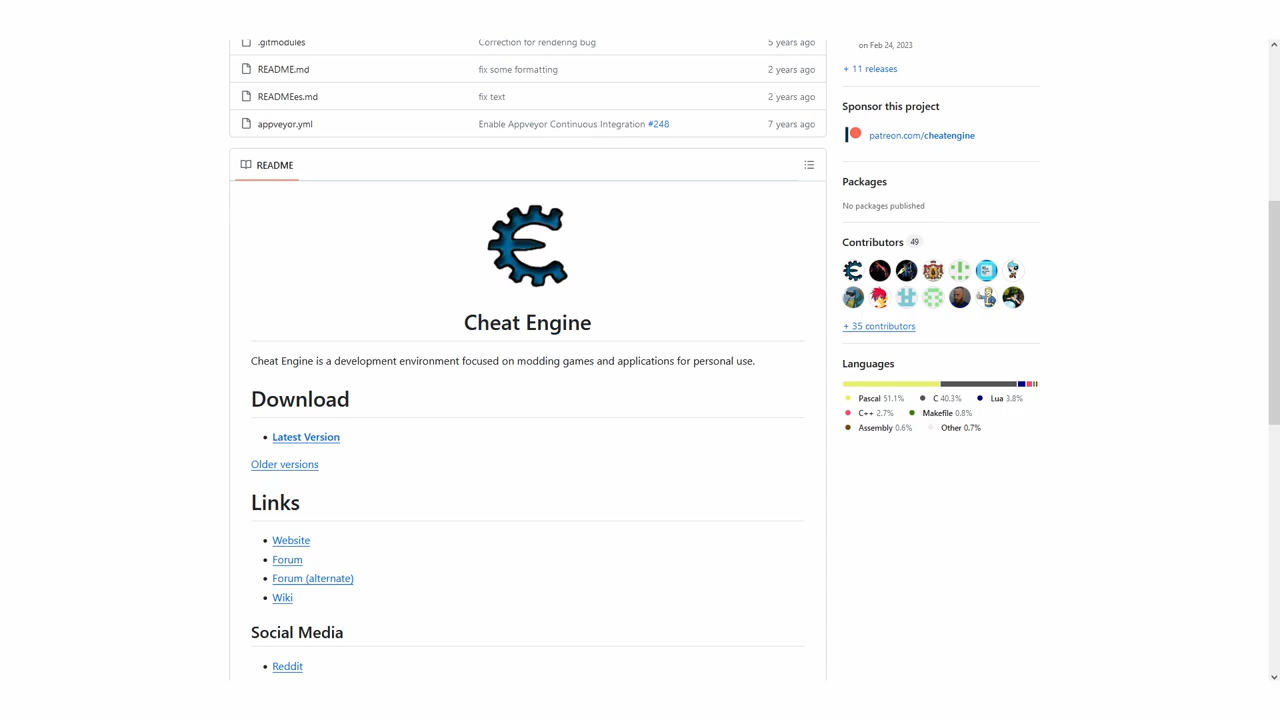 .gitmodules Correction for rendering bug 5 years ago
README.md fix some formatting 2 years ago
READMEes.md fix text 2 years ago
appveyor.yml Enable Appveyor Continuous Integration #248 7 years ago
README
Cheat Engine
Cheat Engine is a development environment focused on modding games and applications for personal use.
Download
• Latest Version
Older versions
Links
• Website
• Forum
• Forum (alternate)
• Wiki
Social Media
• Reddit
on Feb 24, 2023
+ 11 releases
Sponsor this project
patreon.com/cheatengine
Packages
No packages published
Contributors 49
+ 35 contributors
Languages
Pascal 51.1% C 40.3% Lua 3.8%
C++ 2.7% Makefile 0.8%
Assembly 0.6% Other 0.7%